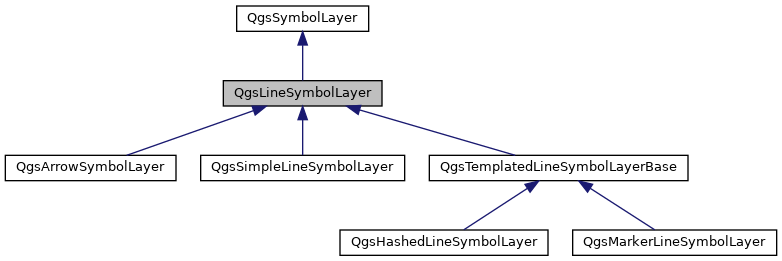 QgsSymbolLayer
QgsLineSymbolLayer
QgsArrowSymbolLayer
QgsSimpleLineSymbolLayer
QgsTemplatedLineSymbolLayerBase
QgsHashedLineSymbolLayer
QgsMarkerLineSymbolLayer